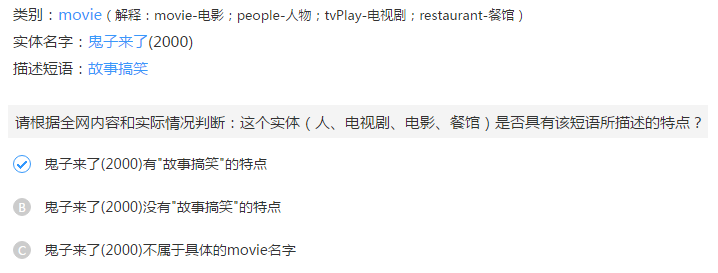 类别：movie（解释：movie-电影；people-人物；tvPlay-电视剧；restaurant-餐馆）
实体名字：鬼子来了(2000)
描述短语：故事搞笑
请根据全网内容和实际情况判断：这个实体（人、电视剧、电影、餐馆）是否具有该短语所描述的特点？
鬼子来了(2000)有"故事搞笑"的特点
B 鬼子来了(2000)没有"故事搞笑"的特点
C 鬼子来了(2000)不属于具体的movie名字